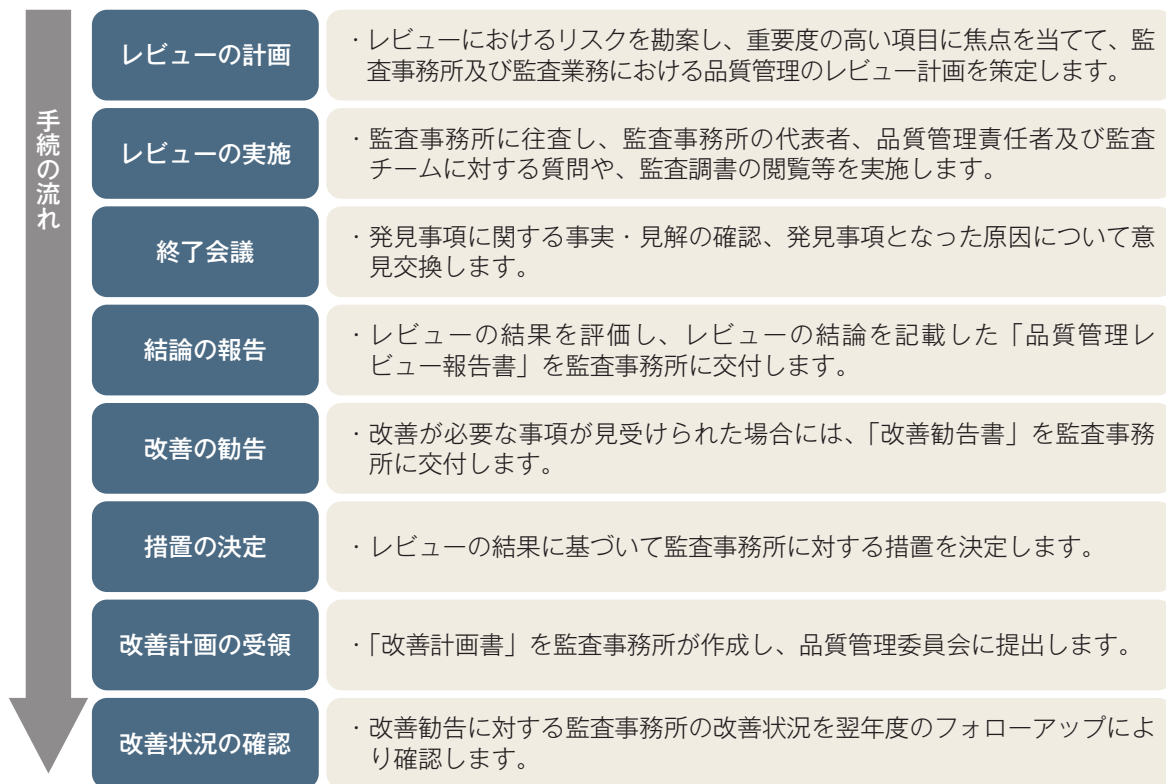 手続の流れ
レビューの計画
・レビューにおけるリスクを勘案し、重要度の高い項目に焦点を当てて、監
査事務所及び監査業務における品質管理のレビュー計画を策定します。
レビューの実施
・監査事務所に往査し、監査事務所の代表者、品質管理責任者及び監査
チームに対する質問や、監査調書の閲覧等を実施します。
終了会議
・発見事項に関する事実・見解の確認、発見事項となった原因について意
見交換します。
結論の報告
・レビューの結果を評価し、レビューの結論を記載した「品質管理レ
ビュー報告書」を監査事務所に交付します。
改善の勧告
・改善が必要な事項が見受けられた場合には、「改善勧告書」を監査事務
所に交付します。
措置の決定
・レビューの結果に基づいて監査事務所に対する措置を決定します。
改善計画の受領
・「改善計画書」を監査事務所が作成し、品質管理委員会に提出します。
改善状況の確認
・改善勧告に対する監査事務所の改善状況を翌年度のフォローアップによ
り確認します。